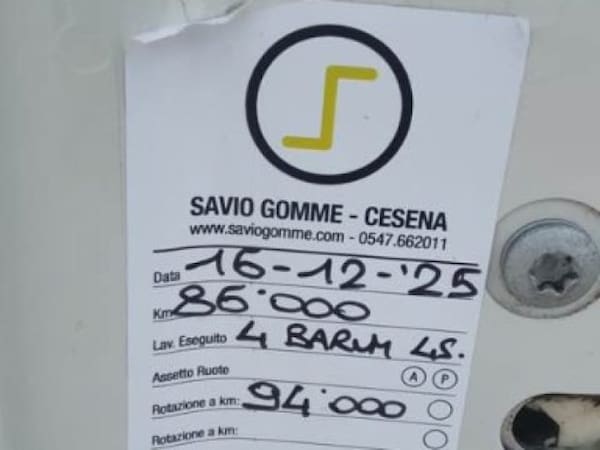 SAVIO GOMME - CESENA
www.saviogomme.com - 0547.662011
Data 16-12-'25
Km 86.000
Lav. Eseguito 4 BARUM 4S.
Assetto Ruote A P
Rotazione a km: 94.000
Rotazione a km: